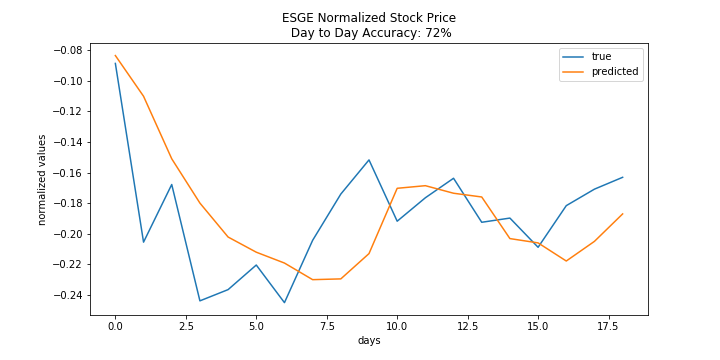 ESGE Normalized Stock Price
Day to Day Accuracy: 72%
true
predicted
normalized values
−0.08
−0.10
−0.12
−0.14
−0.16
−0.18
−0.20
−0.22
−0.24
0.0 2.5 5.0 7.5 10.0 12.5 15.0 17.5
days